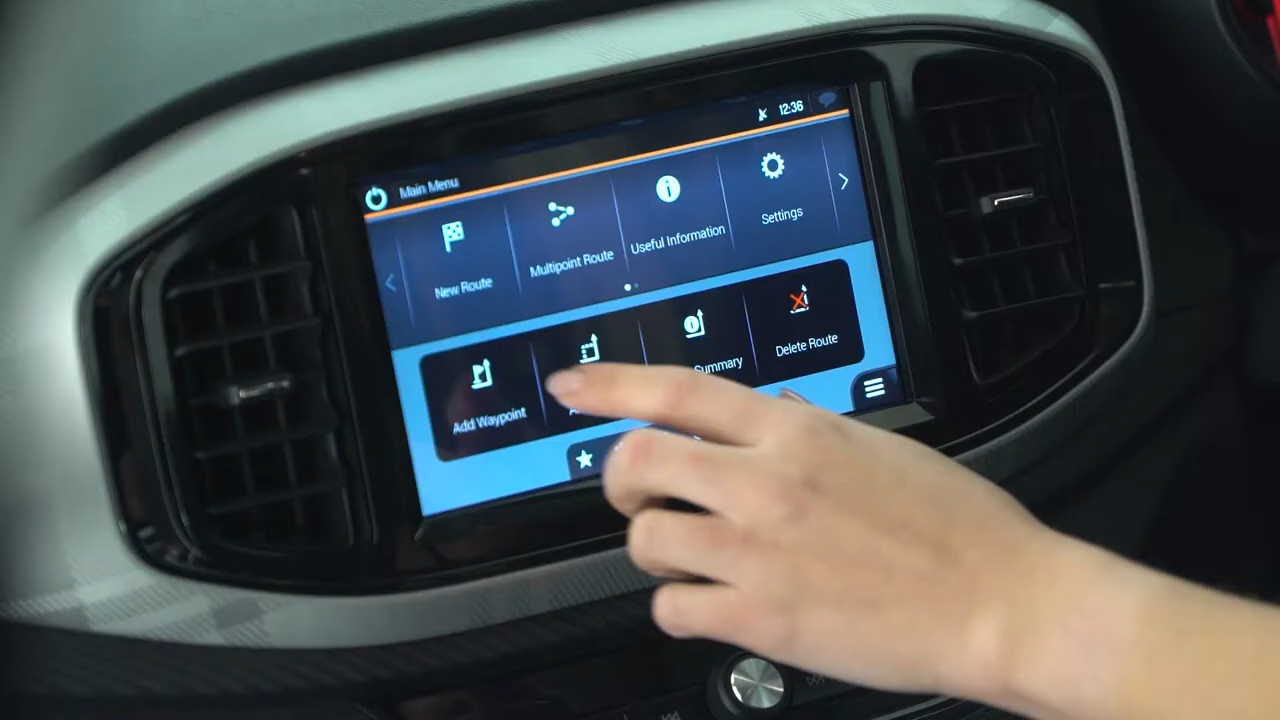 12:36
Main Menu
New Route
Multipoint Route
Useful Information
Settings
Add Waypoint
Summary
Delete Route